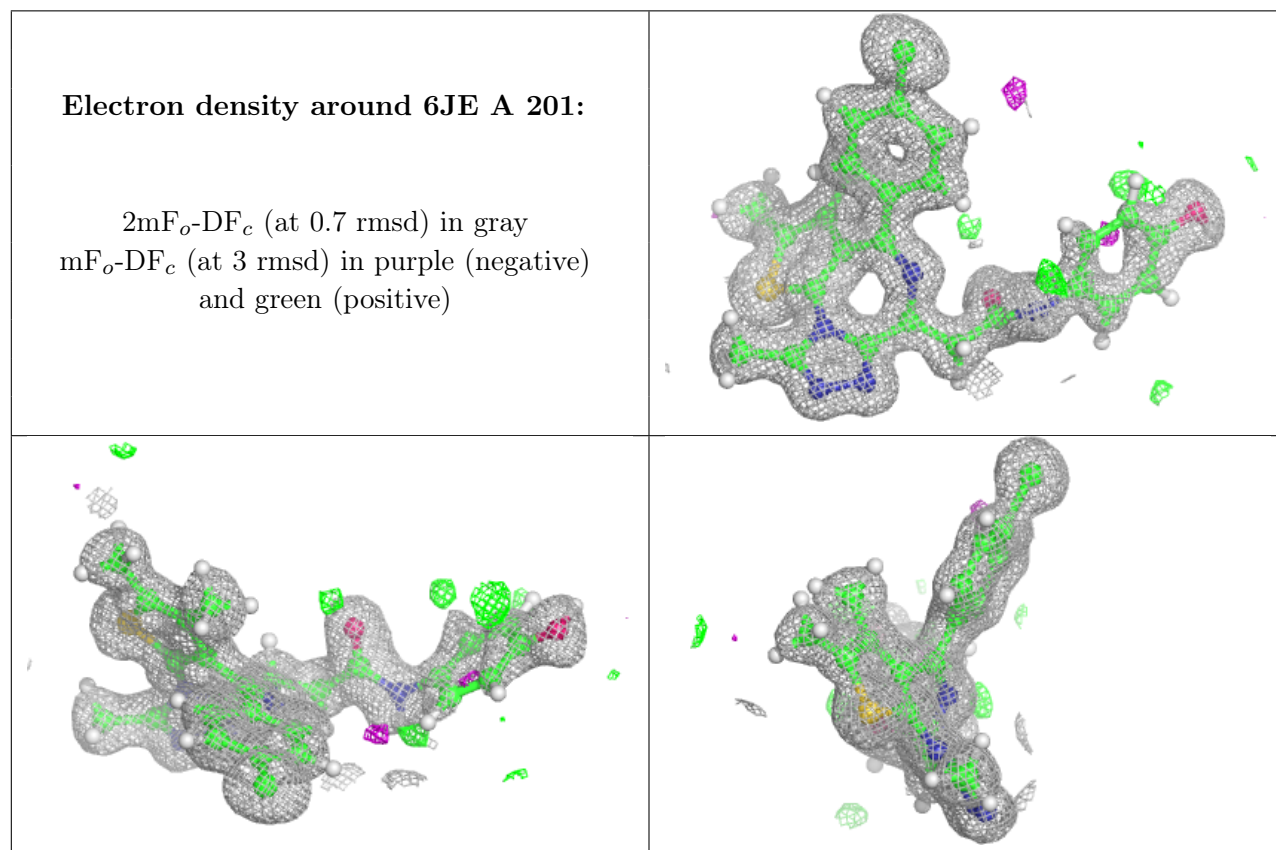 Electron density around 6JE A 201:
2mFo-DFc (at 0.7 rmsd) in gray
mFo-DFc (at 3 rmsd) in purple (negative)
and green (positive)